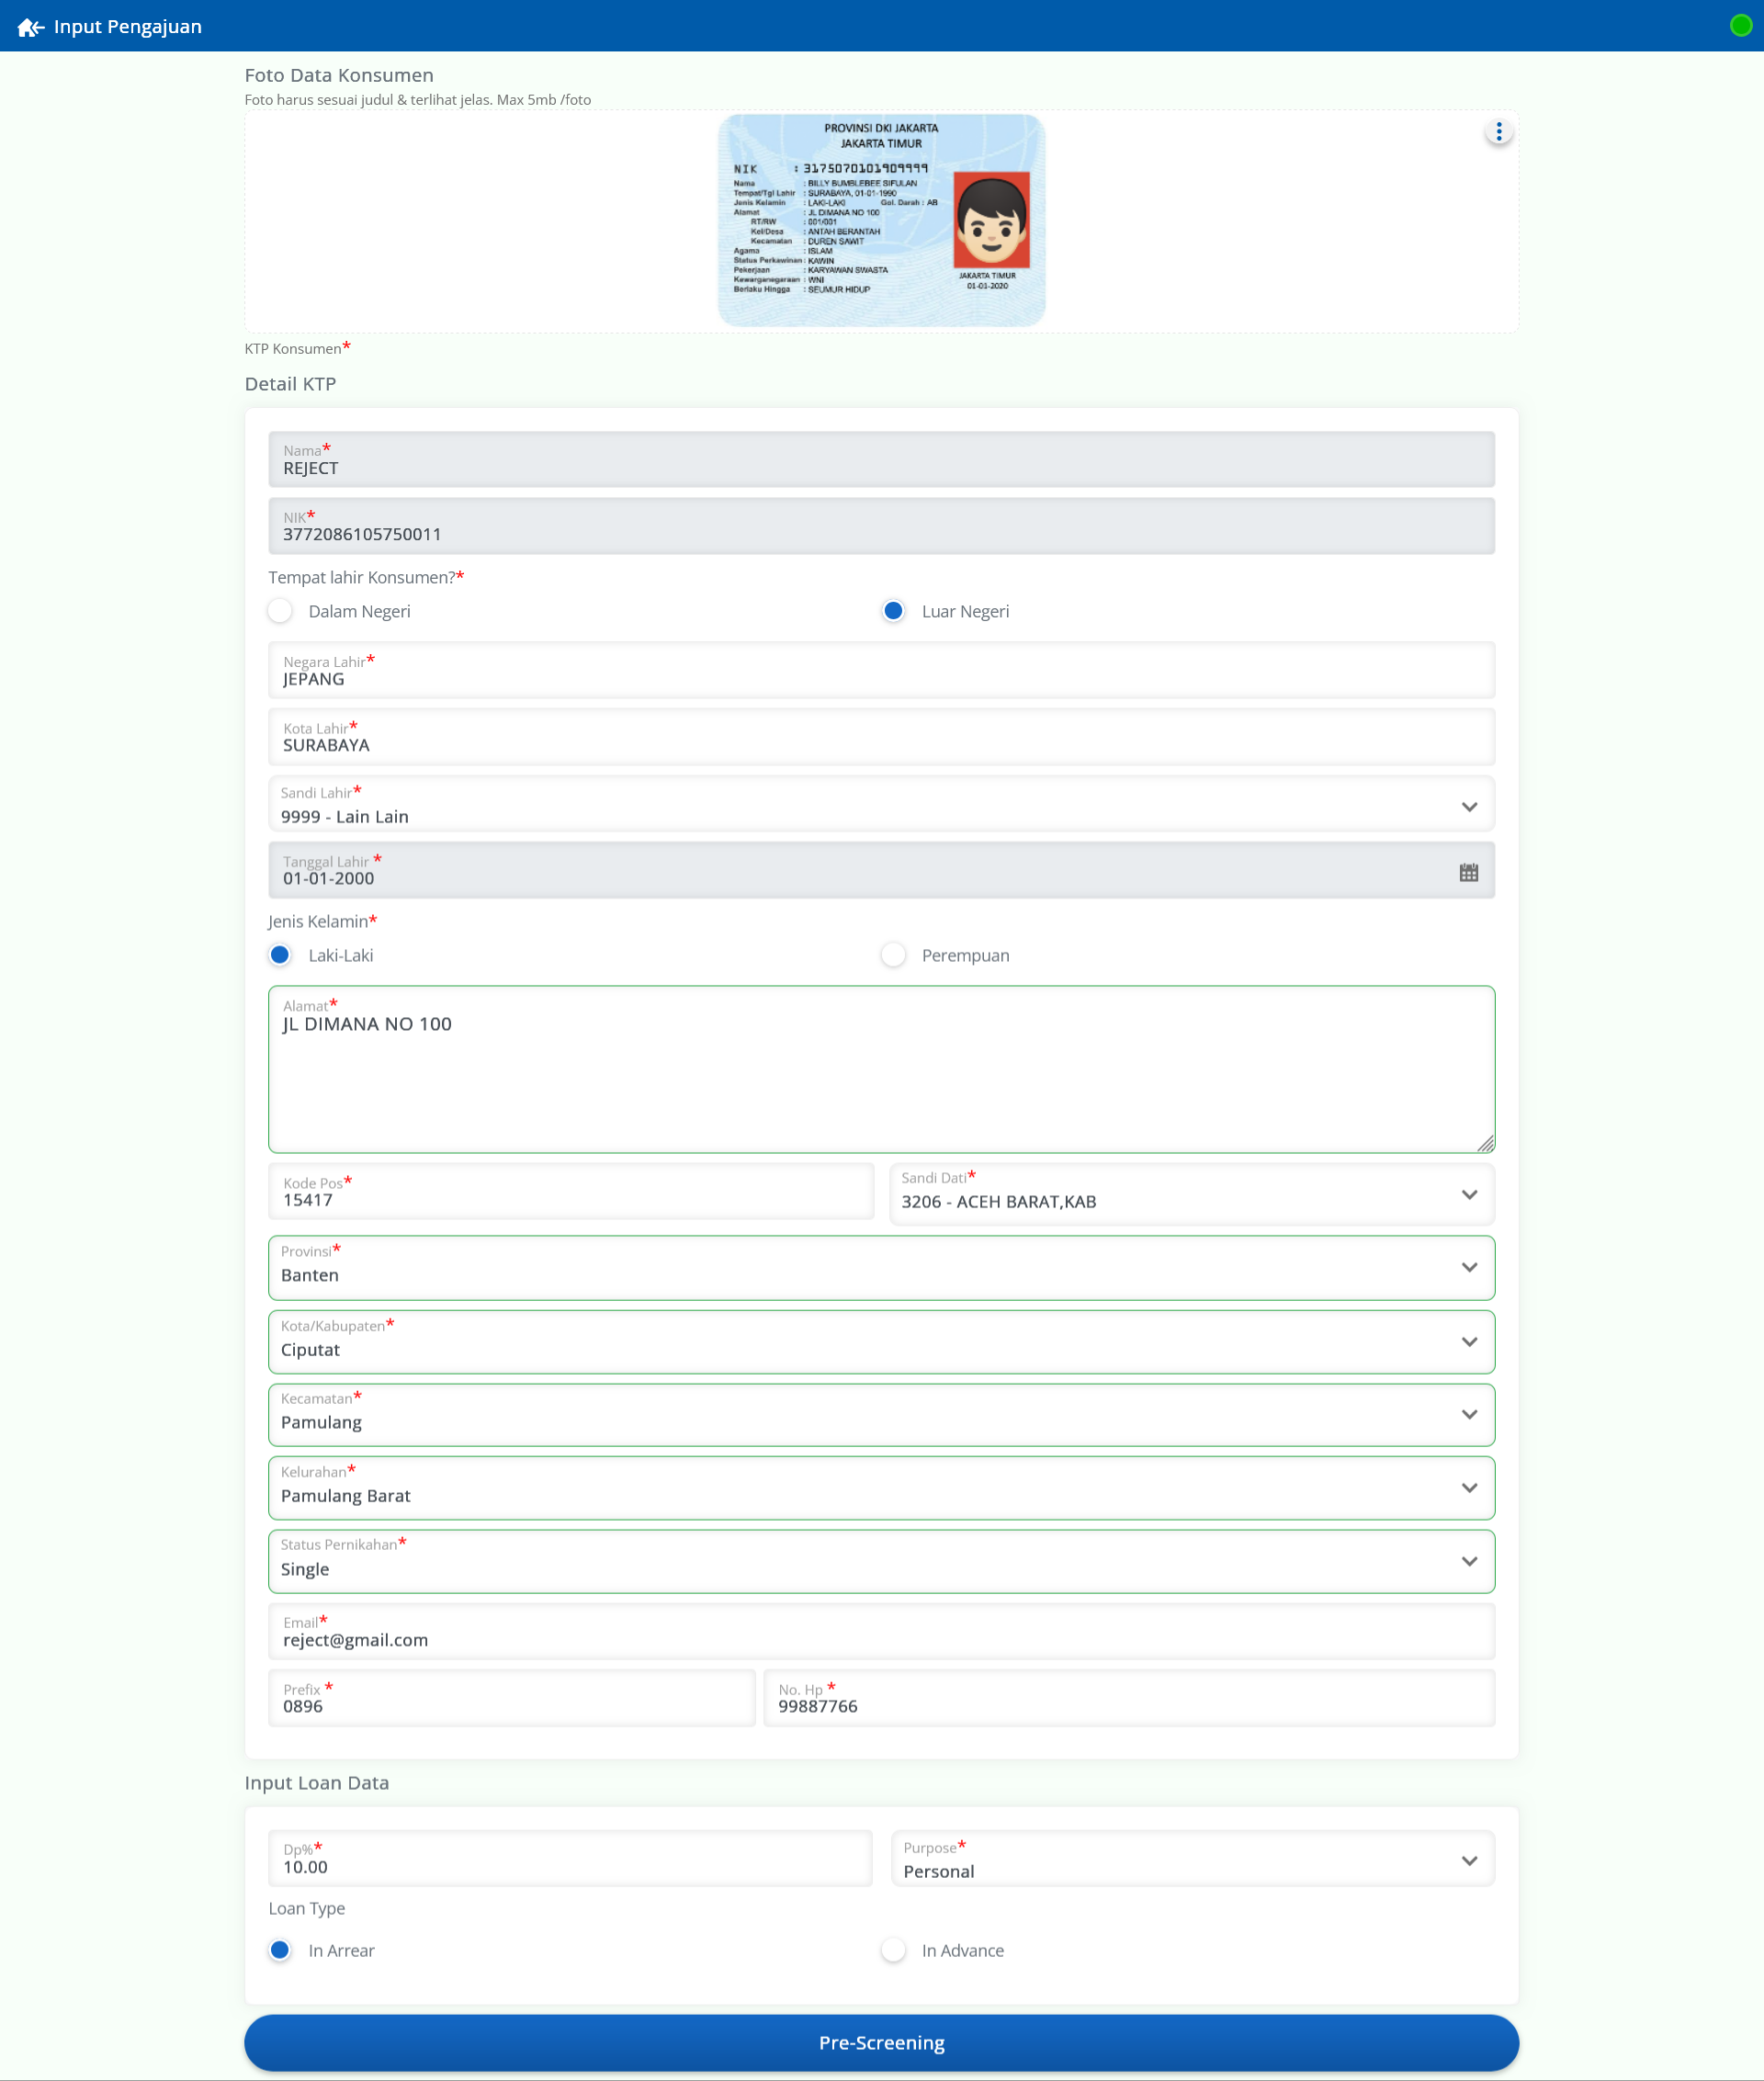 Input Pengajuan
Foto Data Konsumen
Foto harus sesuai judul & terlihat jelas. Max 5mb /foto
PROVINSI DKI JAKARTA
JAKARTA TIMUR
NIK : 3175070101909999
Nama : BILLY BUMBLEBEE SIFULAN
Tempat/Tgl Lahir : SURABAYA, 01-01-1990
Jenis Kelamin : LAKI-LAKI Gol. Darah : AB
Alamat : JL DIMANA NO 100
RT/RW : 001/001
Kel/Desa : ANTAH BERANTAH
Kecamatan : DUREN SAWIT
Agama : ISLAM
Status Perkawinan : KAWIN
Pekerjaan : KARYAWAN SWASTA
Kewarganegaraan : WNI
Berlaku Hingga : SEUMUR HIDUP
JAKARTA TIMUR
01-01-2020
KTP Konsumen*
Detail KTP
Nama*
REJECT
NIK*
3772086105750011
Tempat lahir Konsumen?*
Dalam Negeri Luar Negeri
Negara Lahir*
JEPANG
Kota Lahir*
SURABAYA
Sandi Lahir*
9999 - Lain Lain
Tanggal Lahir *
01-01-2000
Jenis Kelamin*
Laki-Laki Perempuan
Alamat*
JL DIMANA NO 100
Kode Pos*
15417
Sandi Dati*
3206 - ACEH BARAT,KAB
Provinsi*
Banten
Kota/Kabupaten*
Ciputat
Kecamatan*
Pamulang
Kelurahan*
Pamulang Barat
Status Pernikahan*
Single
Email*
reject@gmail.com
Prefix *
0896
No. Hp *
99887766
Input Loan Data
Dp%*
10.00
Purpose*
Personal
Loan Type
In Arrear In Advance
Pre-Screening